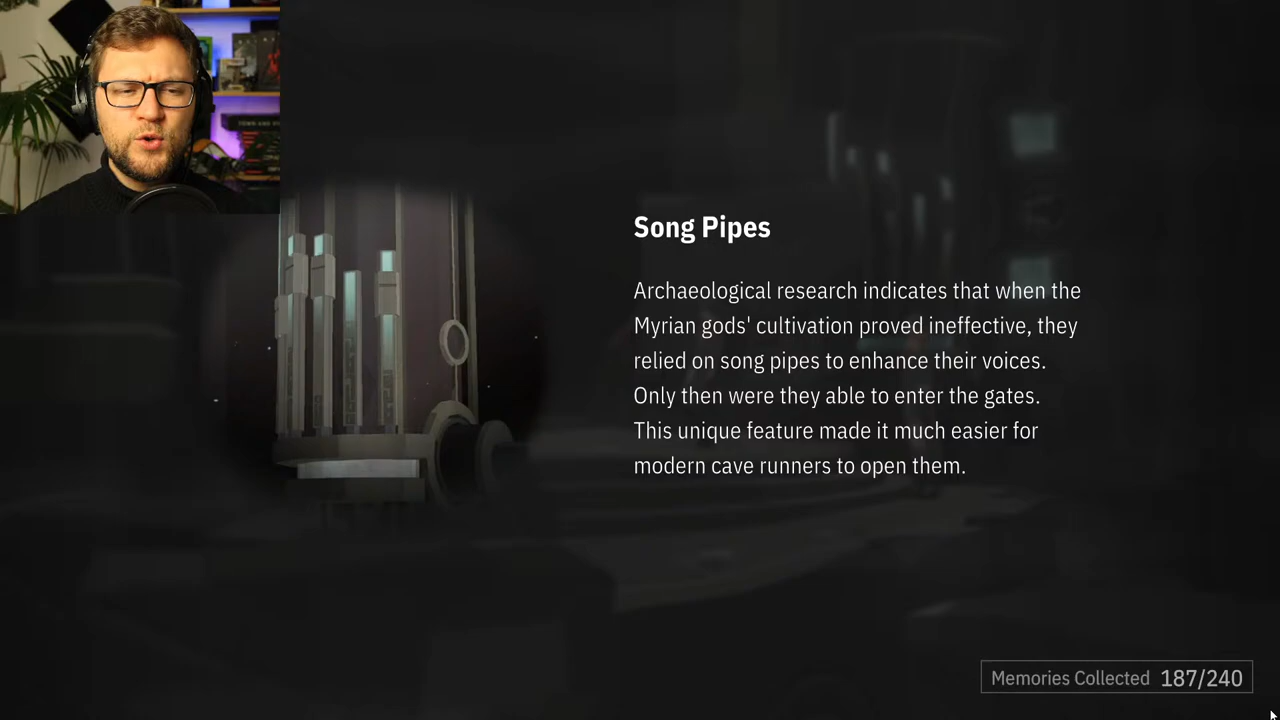 Song Pipes
Archaeological research indicates that when the
Myrian gods' cultivation proved ineffective, they
relied on song pipes to enhance their voices.
Only then were they able to enter the gates.
This unique feature made it much easier for
modern cave runners to open them.
Memories Collected 187/240